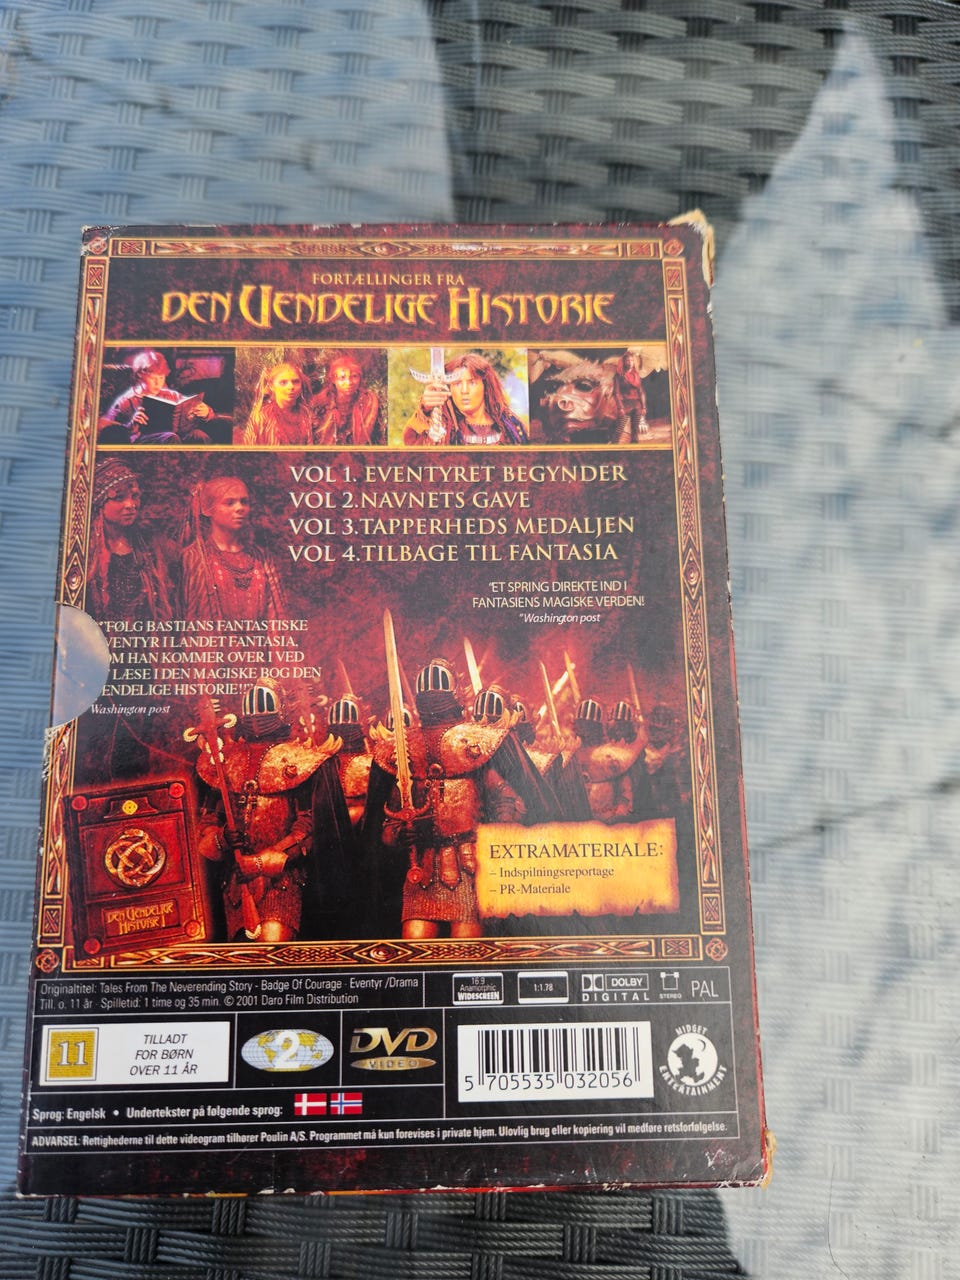 FORTÆLLINGER FRA
DEN UENDELIGE HISTORIE
VOL 1. EVENTYRET BEGYNDER
VOL 2. NAVNETS GAVE
VOL 3. TAPPERHEDS MEDALJEN
VOL 4. TILBAGE TIL FANTASIA
"ET SPRING DIREKTE IND I
FANTASIENS MAGISKE VERDEN!
"Washington post
"FØLG BASTIANS FANTASTISKE
VENTYR I LANDET FANTASIA,
OM HAN KOMMER OVER I VED
LÆSE I DEN MAGISKE BOG DEN
ENDELIGE HISTORIE!!"
Washington post
DEN UENDELIGE
HISTORIE
EXTRAMATERIALE:
– Indspilningsreportage
– PR-Materiale
Originaltitel: Tales From The Neverending Story - Badge Of Courage - Eventyr /Drama
Till. o. 11 år - Spilletid: 1 time og 35 min. © 2001 Daro Film Distribution
16:9
Anamorphic
WIDESCREEN
1:1.78
DOLBY
DIGITAL
STEREO
PAL
11
TILLADT
FOR BØRN
OVER 11 ÅR
2
DVD
VIDEO
5 705535 032056
MIDGET
ENTERTAINMENT
Sprog: Engelsk • Undertekster på følgende sprog:
ADVARSEL: Rettighederne til dette videogram tilhører Poulin A/S. Programmet må kun forevises i private hjem. Ulovlig brug eller kopiering vil medføre retsforfølgelse.